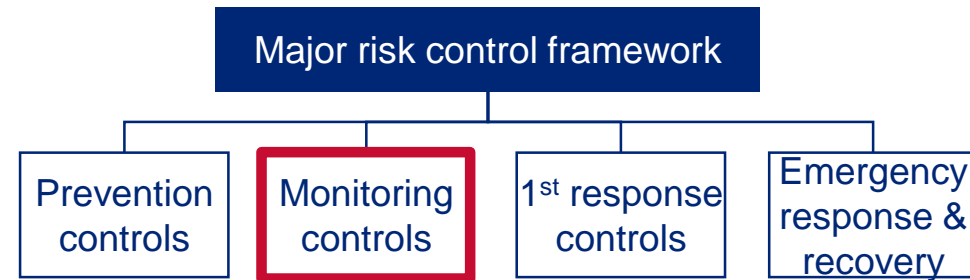 Major risk control framework
Prevention
controls
Monitoring
controls
1st response
controls
Emergency
response &
recovery